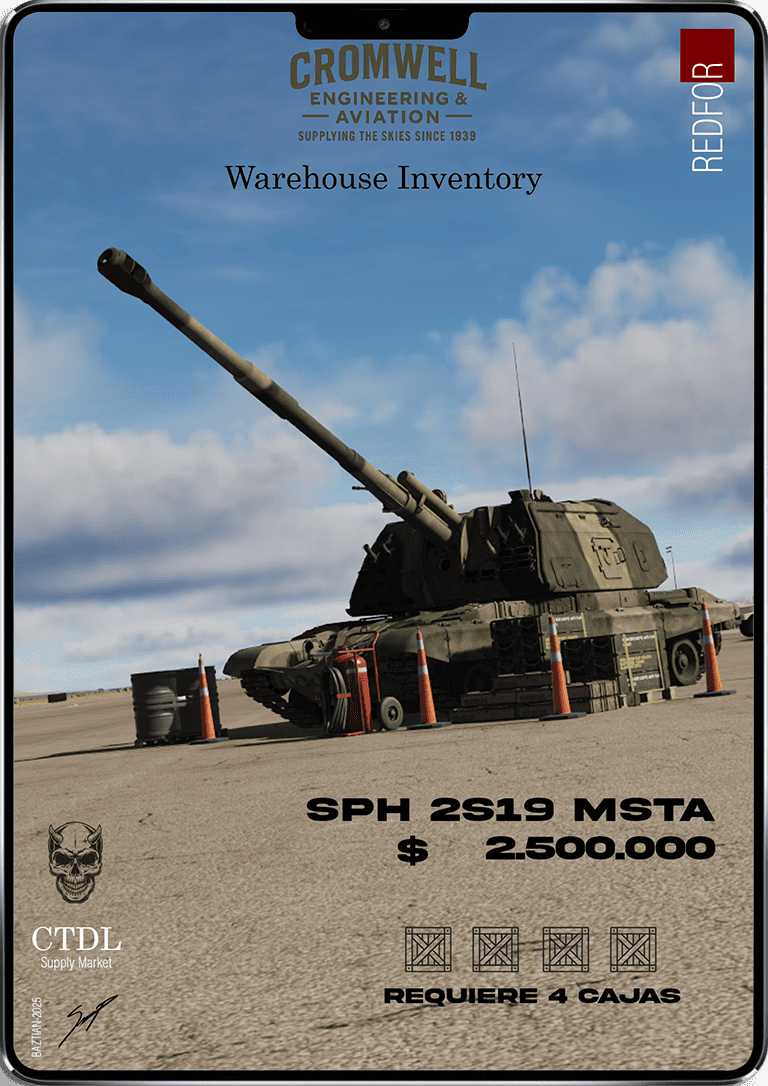 CROMWELL
ENGINEERING &
AVIATION
SUPPLYING THE SKIES SINCE 1939
REDFOR
Warehouse Inventory
SPH 2S19 MSTA
$ 2.500.000
CTDL
Supply Market
REQUIERE 4 CAJAS
BAZTIAN-2025